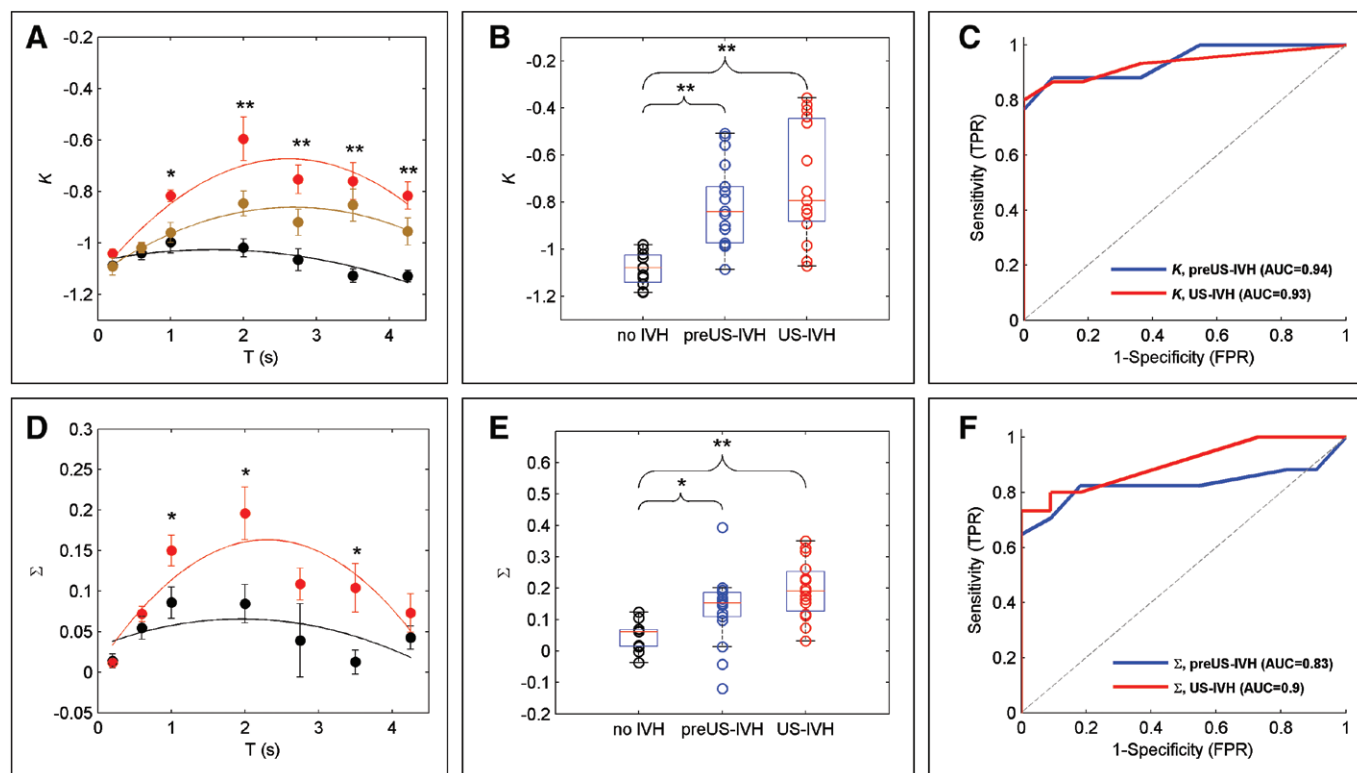 A
-0.2
-0.4
-0.6
-0.8
-1
-1.2
K
**
*
**
**
**
0 1 2 3 4
T (s)
B
-0.2
-0.4
-0.6
-0.8
-1
-1.2
K
**
**
no IVH preUS-IVH US-IVH
C
1
0.8
0.6
0.4
0.2
0
Sensitivity (TPR)
K, preUS-IVH (AUC=0.94)
K, US-IVH (AUC=0.93)
0 0.2 0.4 0.6 0.8 1
1-Specificity (FPR)
D
0.3
0.25
0.2
0.15
0.1
0.05
0
-0.05
Σ
*
*
*
0 1 2 3 4
T (s)
E
0.6
0.5
0.4
0.3
0.2
0.1
0
-0.1
-0.2
Σ
**
*
no IVH preUS-IVH US-IVH
F
1
0.8
0.6
0.4
0.2
0
Sensitivity (TPR)
Σ, preUS-IVH (AUC=0.83)
Σ, US-IVH (AUC=0.9)
0 0.2 0.4 0.6 0.8 1
1-Specificity (FPR)